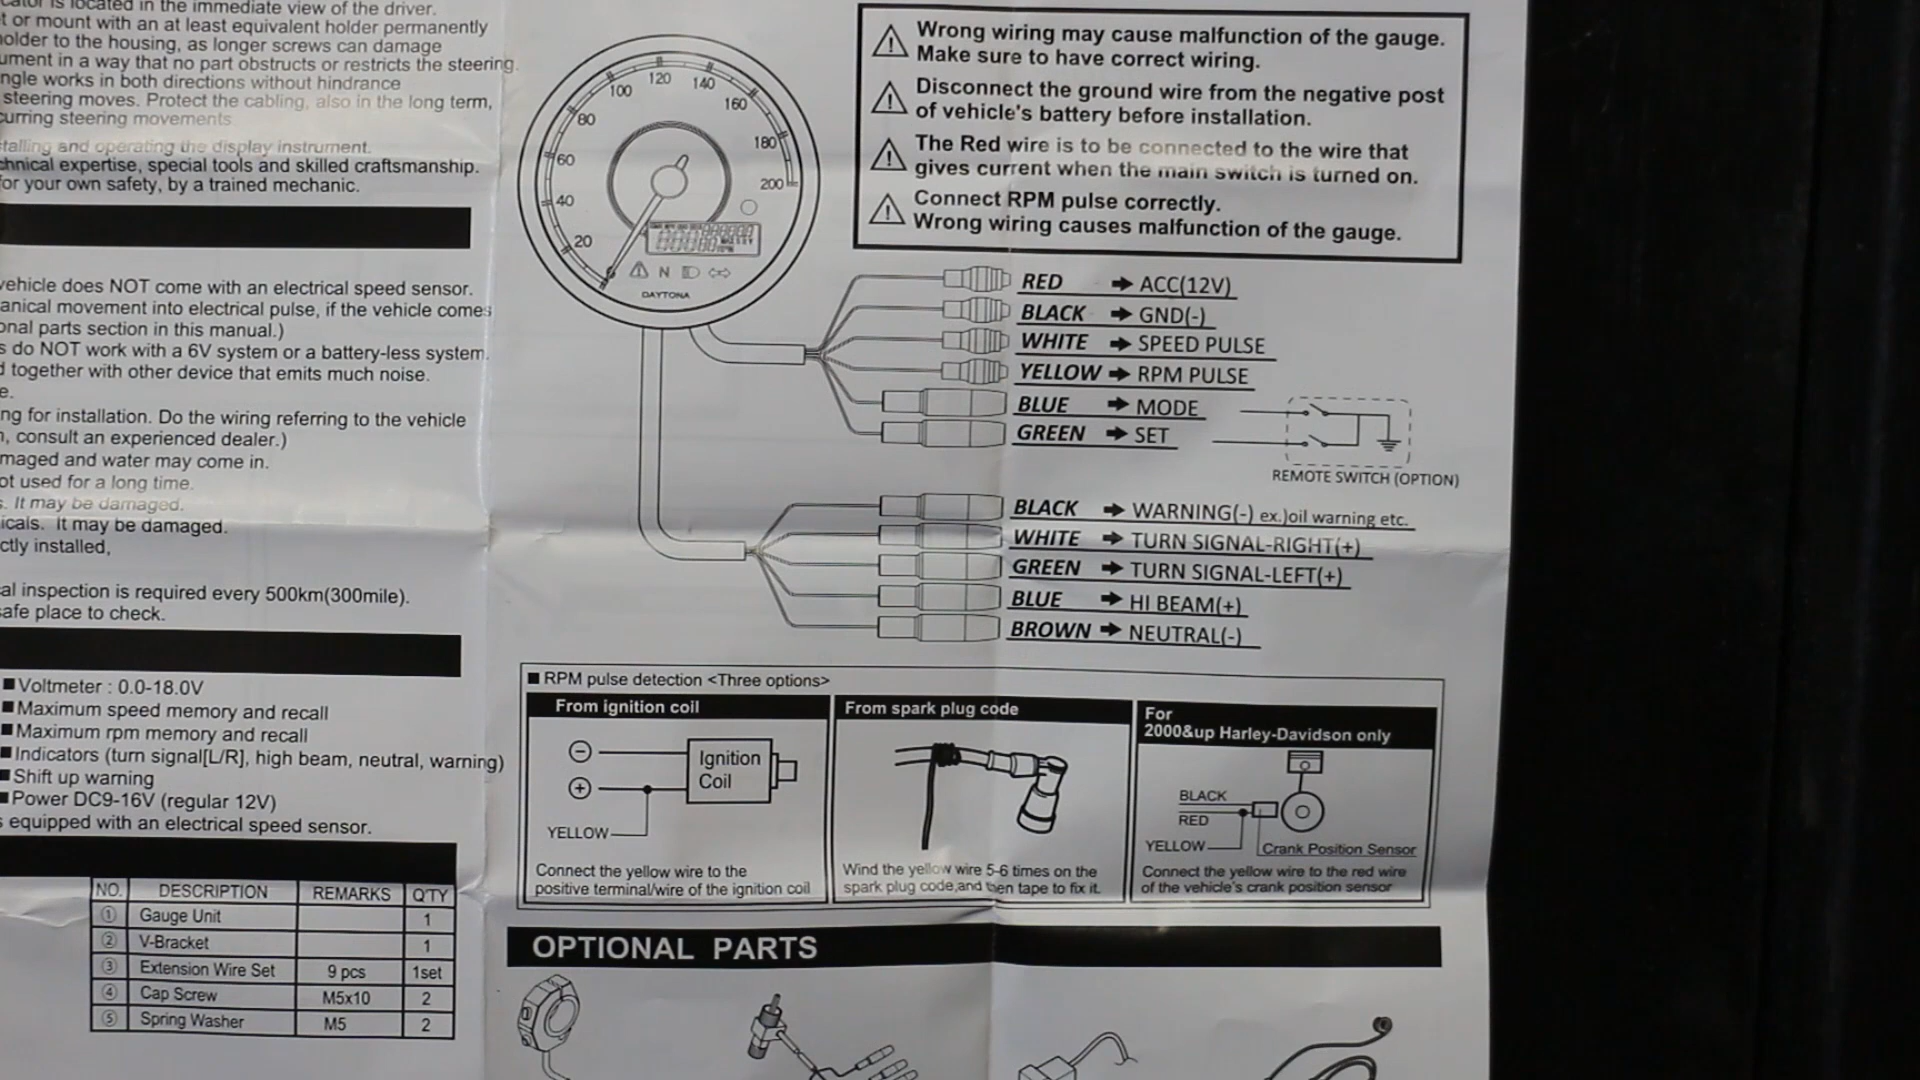 is located in the immediate view of the driver.
or mount with an at least equivalent holder permanently
holder to the housing, as longer screws can damage
in a way that no part obstructs or restricts the steering.
works in both directions without hindrance
steering moves. Protect the cabling, also in the long term,
steering movements
and operating the display instrument.
expertise, special tools and skilled craftsmanship.
for your own safety, by a trained mechanic.
vehicle does NOT come with an electrical speed sensor.
movement into electrical pulse, if the vehicle comes
parts section in this manual.)
do NOT work with a 6V system or a battery-less system.
together with other device that emits much noise.
for installation. Do the wiring referring to the vehicle
consult an experienced dealer.)
and water may come in.
used for a long time.
It may be damaged.
It may be damaged.
installed,
inspection is required every 500km(300mile).
place to check.
■Voltmeter : 0.0-18.0V
■Maximum speed memory and recall
■Maximum rpm memory and recall
■Indicators (turn signal[L/R], high beam, neutral, warning)
■Shift up warning
■Power DC9-16V (regular 12V)
equipped with an electrical speed sensor.
NO. DESCRIPTION REMARKS Q'TY
① Gauge Unit 1
② V-Bracket 1
③ Extension Wire Set 9 pcs 1set
④ Cap Screw M5x10 2
⑤ Spring Washer M5 2
20
40
60
80
100
120
140
160
180
200
N
DAYTONA
Wrong wiring may cause malfunction of the gauge.
Make sure to have correct wiring.
Disconnect the ground wire from the negative post
of vehicle's battery before installation.
The Red wire is to be connected to the wire that
gives current when the main switch is turned on.
Connect RPM pulse correctly.
Wrong wiring causes malfunction of the gauge.
RED ➔ ACC(12V)
BLACK ➔ GND(-)
WHITE ➔ SPEED PULSE
YELLOW ➔ RPM PULSE
BLUE ➔ MODE
GREEN ➔ SET
REMOTE SWITCH (OPTION)
BLACK ➔ WARNING(-) ex.)oil warning etc.
WHITE ➔ TURN SIGNAL-RIGHT(+)
GREEN ➔ TURN SIGNAL-LEFT(+)
BLUE ➔ HI BEAM(+)
BROWN ➔ NEUTRAL(-)
■ RPM pulse detection <Three options>
From ignition coil
Ignition
Coil
YELLOW
Connect the yellow wire to the
positive terminal/wire of the ignition coil
From spark plug code
Wind the yellow wire 5-6 times on the
spark plug code,and then tape to fix it.
For
2000&up Harley-Davidson only
BLACK
RED
YELLOW
Crank Position Sensor
Connect the yellow wire to the red wire
of the vehicle's crank position sensor
OPTIONAL PARTS